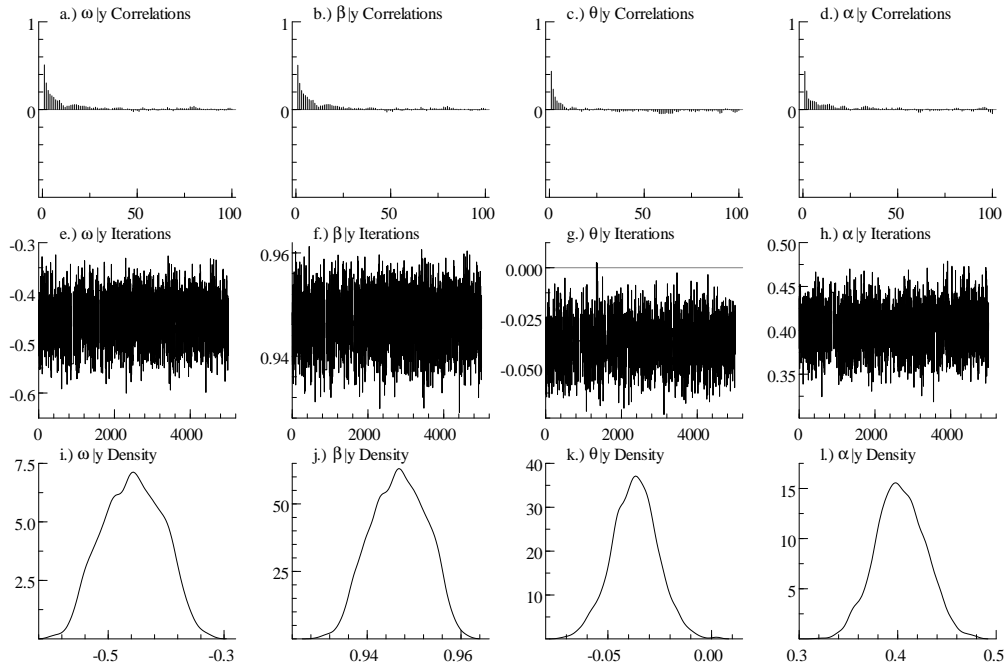 a.) ω|y Correlations b.) β|y Correlations c.) θ|y Correlations d.) α|y Correlations
1 1 1 1
0 0 0 0
0 50 100 0 50 100 0 50 100 0 50 100
e.) ω|y Iterations f.) β|y Iterations g.) θ|y Iterations h.) α|y Iterations
-0.3 0.96 0.000 0.50
-0.4 0.94 -0.025 0.45
-0.5 -0.050 0.40
-0.6 0.35
0 2000 4000 0 2000 4000 0 2000 4000 0 2000 4000
i.) ω|y Density j.) β|y Density k.) θ|y Density l.) α|y Density
7.5 50 40 15
5.0 25 30 10
2.5 20 5
10
-0.5 -0.3 0.94 0.96 -0.05 0.00 0.3 0.4 0.5